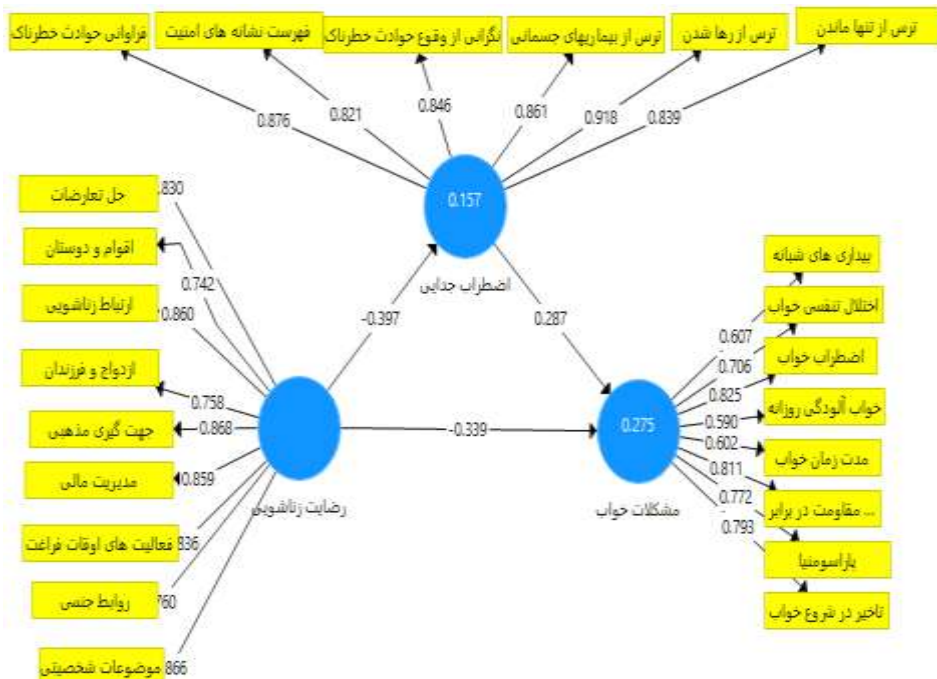 فراوانی حوادث خطرناک
فهرست نشانه های امنیت
نگرانی از وقوع حوادث خطرناک
ترس از بیماریهای جسمانی
ترس از رها شدن
ترس از تنها ماندن
0.876
0.821
0.846
0.861
0.918
0.839
0.157
اضطراب جدایی
حل تعارضات
.830
اقوام و دوستان
0.742
ارتباط زناشویی
0.860
ازدواج و فرزندان
0.758
جهت گیری مذهبی
0.868
مدیریت مالی
0.859
فعالیت های اوقات فراغت
836
روابط جنسی
760
موضوعات شخصیتی
866
رضایت زناشویی
-0.397
0.287
-0.339
0.275
مشکلات خواب
بیداری های شبانه
0.607
اختلال تنفسی خواب
0.706
اضطراب خواب
0.825
خواب آلودگی روزانه
0.590
مدت زمان خواب
0.602
مقاومت در برابر ...
0.811
پاراسومنیا
0.772
تاخیر در شروع خواب
0.793